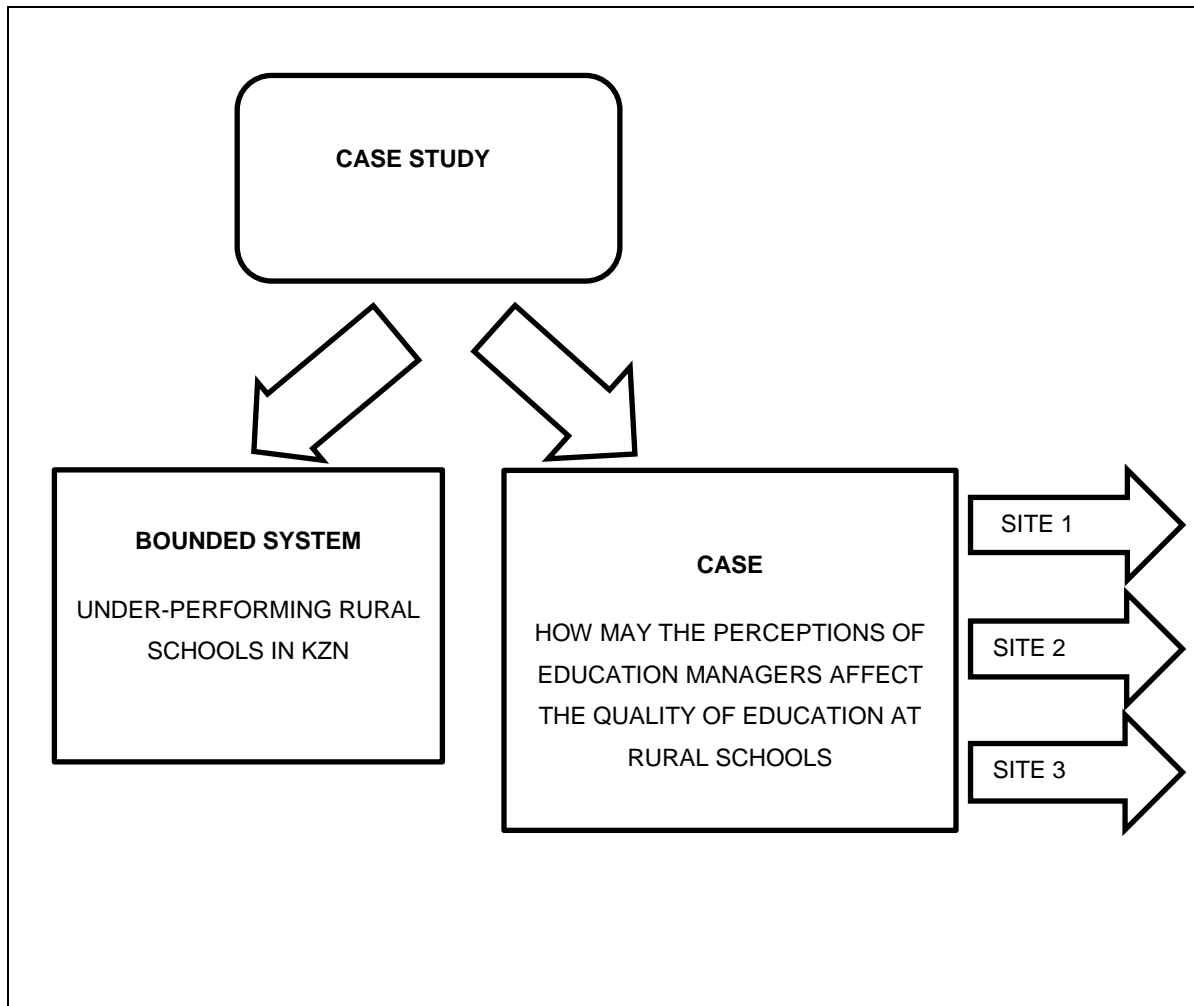 CASE STUDY
BOUNDED SYSTEM
UNDER-PERFORMING RURAL
SCHOOLS IN KZN
CASE
HOW MAY THE PERCEPTIONS OF
EDUCATION MANAGERS AFFECT
THE QUALITY OF EDUCATION AT
RURAL SCHOOLS
SITE 1
SITE 2
SITE 3